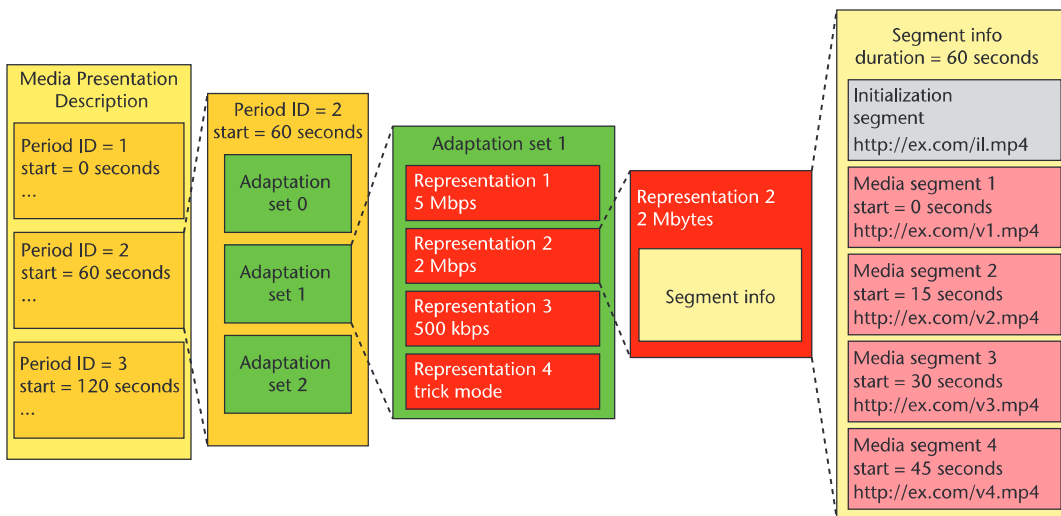 Media Presentation
Description
Period ID = 1
start = 0 seconds
...
Period ID = 2
start = 60 seconds
...
Period ID = 3
start = 120 seconds
...
Period ID = 2
start = 60 seconds
Adaptation
set 0
Adaptation
set 1
Adaptation
set 2
Adaptation set 1
Representation 1
5 Mbps
Representation 2
2 Mbps
Representation 3
500 kbps
Representation 4
trick mode
Representation 2
2 Mbytes
Segment info
Segment info
duration = 60 seconds
Initialization
segment
http://ex.com/il.mp4
Media segment 1
start = 0 seconds
http://ex.com/v1.mp4
Media segment 2
start = 15 seconds
http://ex.com/v2.mp4
Media segment 3
start = 30 seconds
http://ex.com/v3.mp4
Media segment 4
start = 45 seconds
http://ex.com/v4.mp4